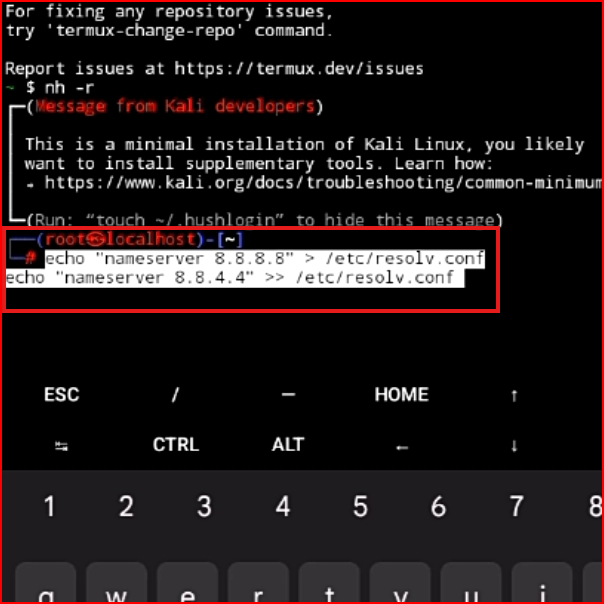 For fixing any repository issues,
try 'termux-change-repo' command.
Report issues at https://termux.dev/issues
~ $ nh -r
┌─(Message from Kali developers)
│ This is a minimal installation of Kali Linux, you likely
│ want to install supplementary tools. Learn how:
│ → https://www.kali.org/docs/troubleshooting/common-minimum
└─(Run: “touch ~/.hushlogin” to hide this message)
┌──(root㉿localhost)-[~]
└─# echo "nameserver 8.8.8.8" > /etc/resolv.conf
echo "nameserver 8.8.4.4" >> /etc/resolv.conf
ESC / — HOME ↑
↹ CTRL ALT ← ↓
1 2 3 4 5 6 7 8
q w e r t y u i